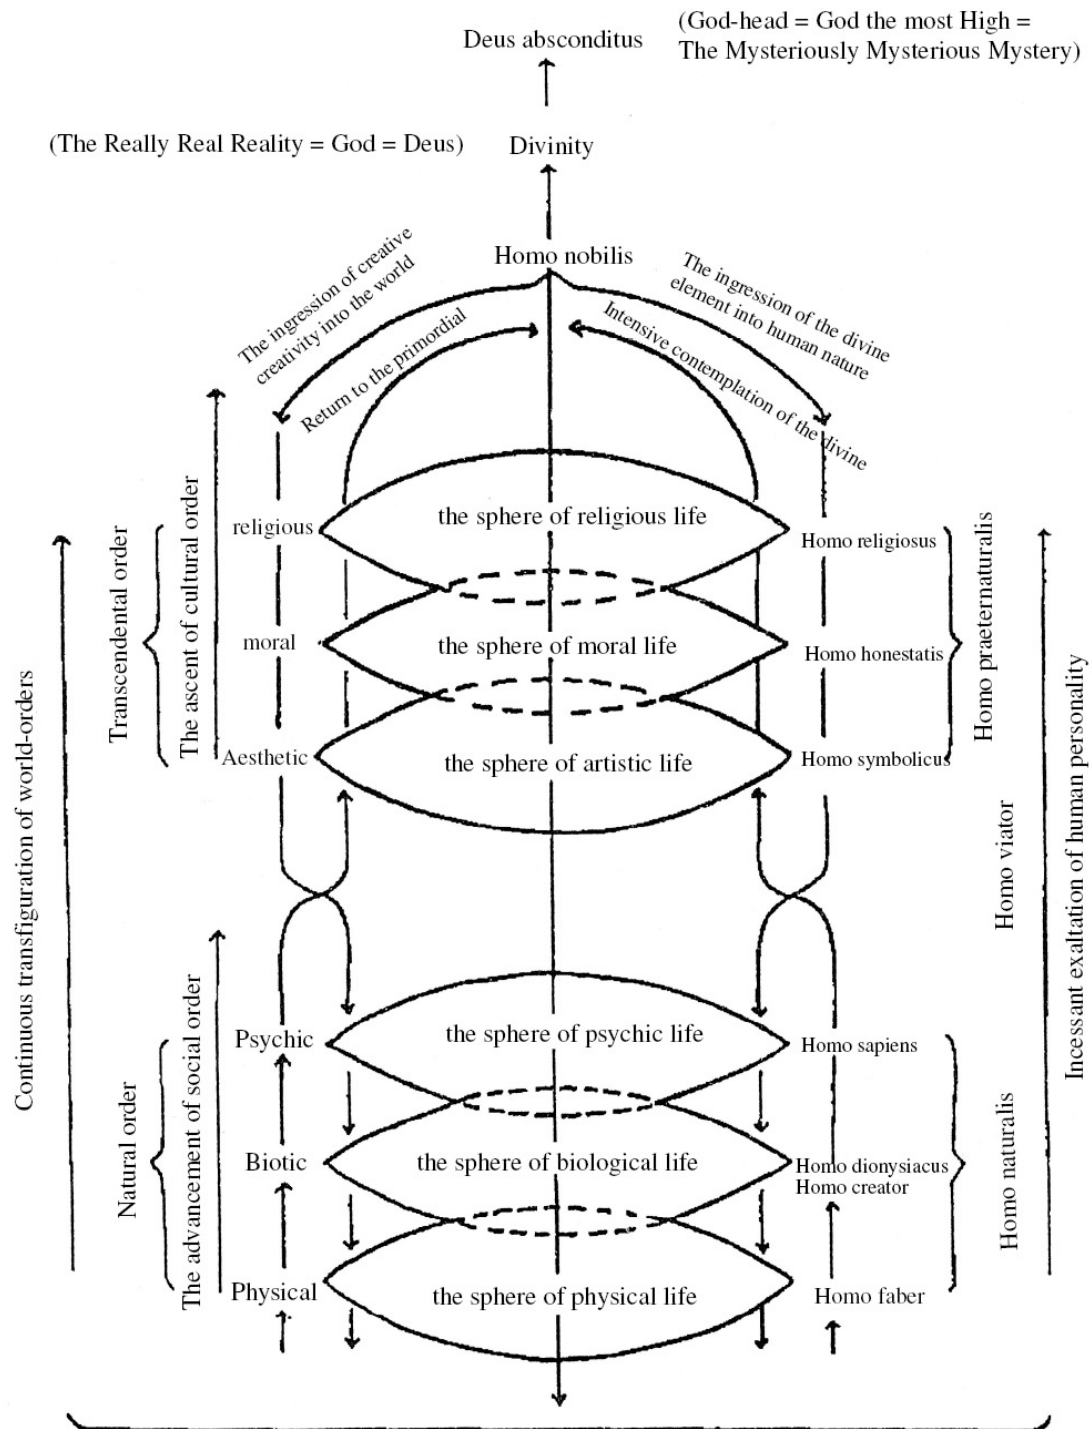 Deus absconditus
(God-head = God the most High =
The Mysteriously Mysterious Mystery)
(The Really Real Reality = God = Deus)
Divinity
Homo nobilis
The ingression of creative
creativity into the world
Return to the primordial
The ingression of the divine
element into human nature
Intensive contemplation of the divine
Continuous transfiguration of world-orders
Transcendental order
The ascent of cultural order
religious
the sphere of religious life
Homo religiosus
moral
the sphere of moral life
Homo honestatis
Aesthetic
the sphere of artistic life
Homo symbolicus
Homo praeternaturalis
Homo viator
Incessant exaltation of human personality
Natural order
The advancement of social order
Psychic
the sphere of psychic life
Homo sapiens
Biotic
the sphere of biological life
Homo dionysiacus
Homo creator
Physical
the sphere of physical life
Homo faber
Homo naturalis